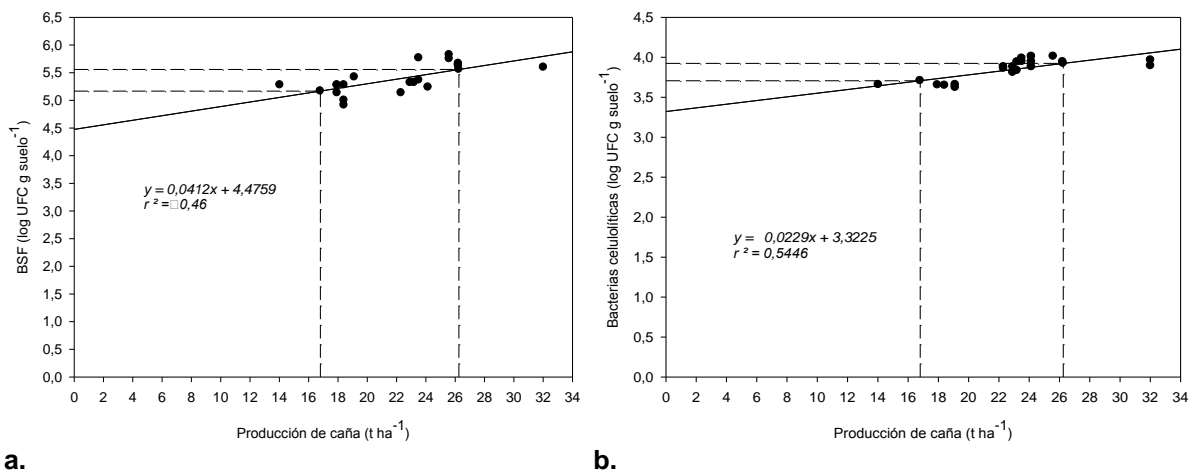 BSF (log UFC g suelo⁻¹)
6,5
6,0
5,5
5,0
4,5
4,0
3,5
3,0
2,5
2,0
1,5
1,0
0,5
0,0
y = 0,0412x + 4,4759
r ² =□0,46
0 2 4 6 8 10 12 14 16 18 20 22 24 26 28 30 32 34
Producción de caña (t ha⁻¹)
a.
Bacterias celulolíticas (log UFC g suelo⁻¹)
4,5
4,0
3,5
3,0
2,5
2,0
1,5
1,0
0,5
0,0
y = 0,0229x + 3,3225
r ² = 0,5446
0 2 4 6 8 10 12 14 16 18 20 22 24 26 28 30 32 34
Producción de caña (t ha⁻¹)
b.